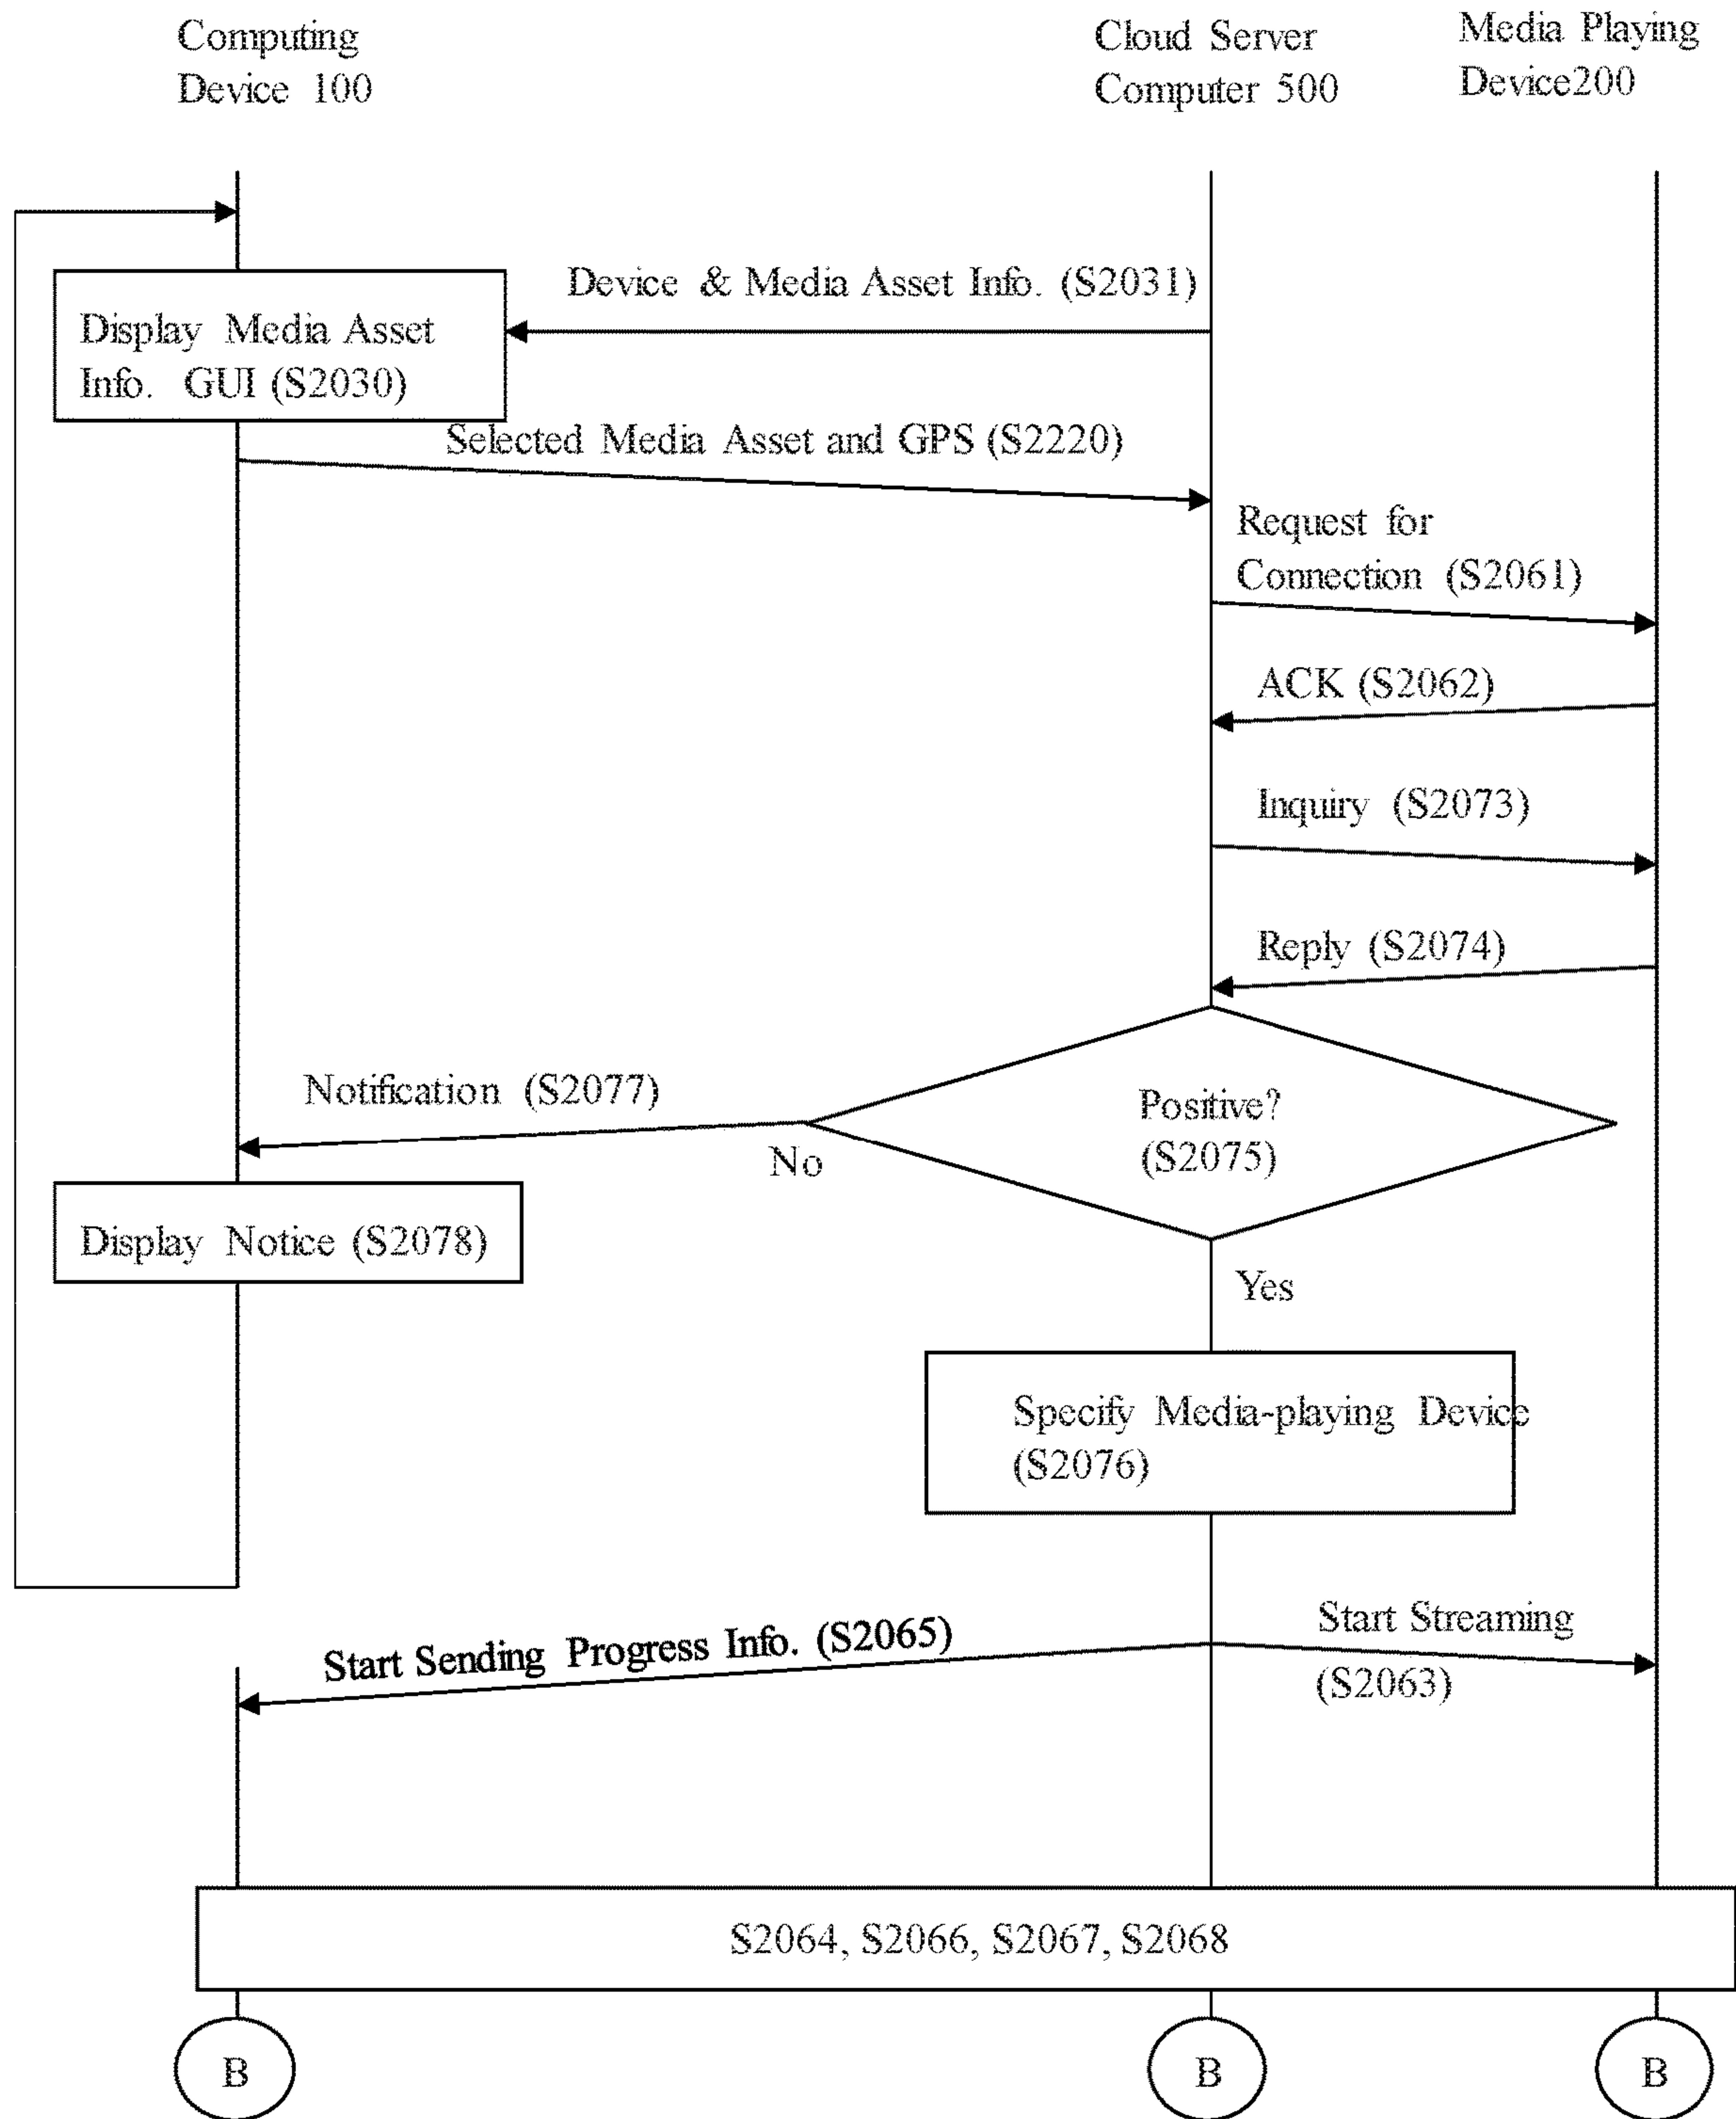 Computing
Device 100
Cloud Server
Computer 500
Media Playing
Device200
Device & Media Asset Info. (S2031)
Display Media Asset
Info. GUI (S2030)
Selected Media Asset and GPS (S2220)
Request for
Connection (S2061)
ACK (S2062)
Inquiry (S2073)
Reply (S2074)
Notification (S2077)
Positive?
(S2075)
No
Display Notice (S2078)
Yes
Specify Media-playing Device
(S2076)
Start Sending Progress Info. (S2065)
Start Streaming
(S2063)
S2064, S2066, S2067, S2068
B
B
B